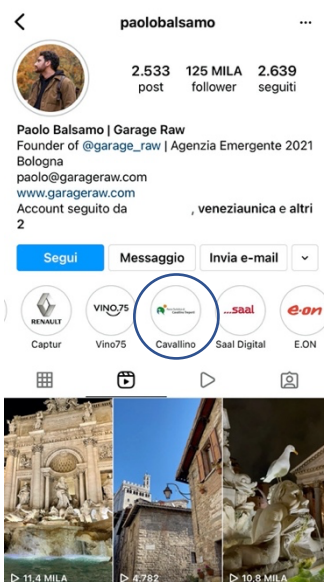 paolobalsamo
2.533 125 MILA 2.639
post follower seguiti
Paolo Balsamo | Garage Raw
Founder of @garage_raw | Agenzia Emergente 2021
Bologna
paolo@garageraw.com
www.garageraw.com
Account seguito da , veneziaunica e altri
2
Segui Messaggio Invia e-mail
RENAULT VINO.75 ...saal e·on
Captur Vino75 Cavallino Saal Digital E.ON
11,4 MILA 4.782 10,8 MILA